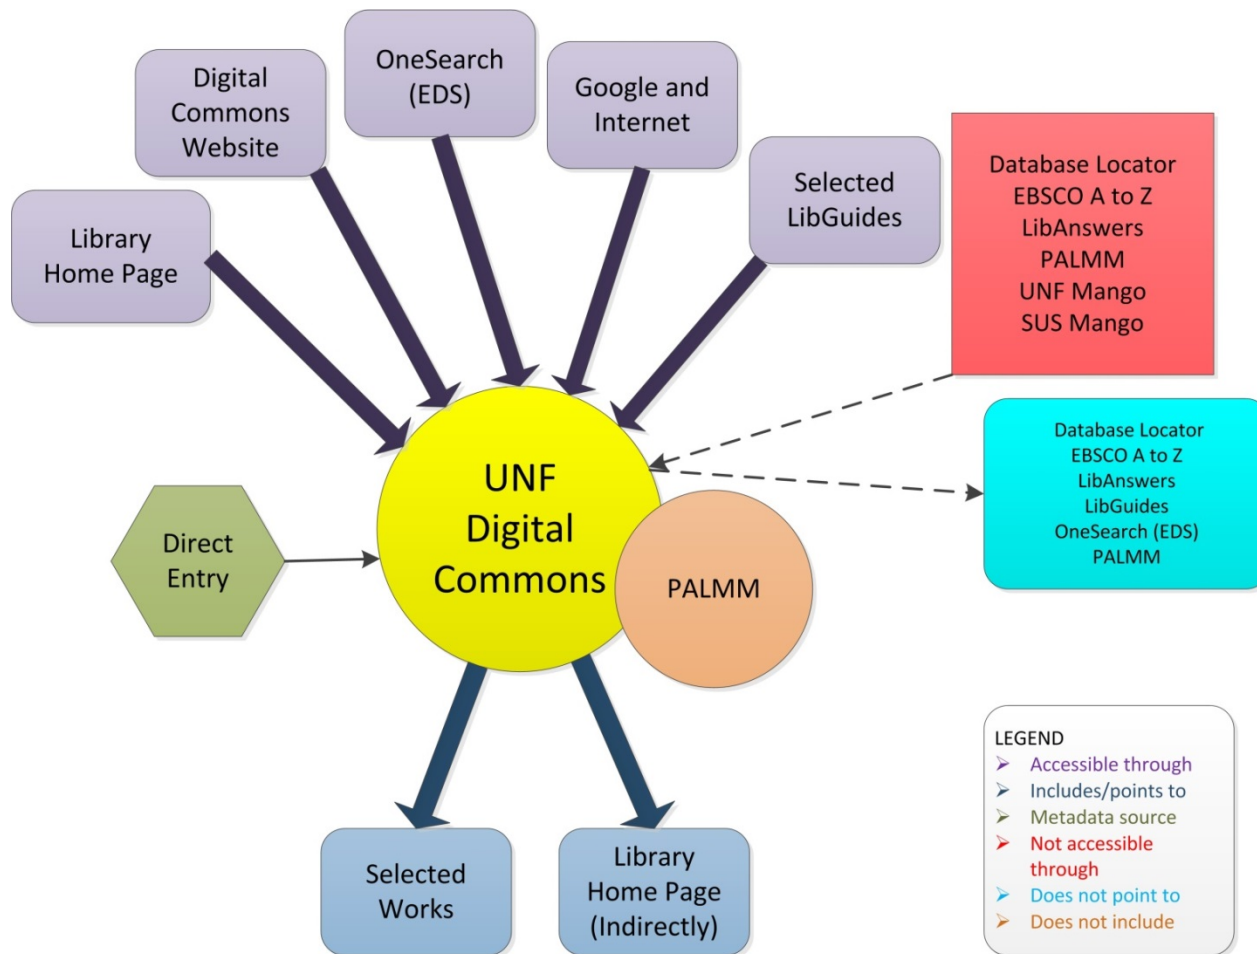 OneSearch
(EDS)
Digital
Commons
Website
Google and
Internet
Selected
LibGuides
Library
Home Page
Database Locator
EBSCO A to Z
LibAnswers
PALMM
UNF Mango
SUS Mango
Database Locator
EBSCO A to Z
LibAnswers
LibGuides
OneSearch (EDS)
PALMM
UNF
Digital
Commons
PALMM
Direct
Entry
Selected
Works
Library
Home Page
(Indirectly)
LEGEND
Accessible through
Includes/points to
Metadata source
Not accessible
through
Does not point to
Does not include